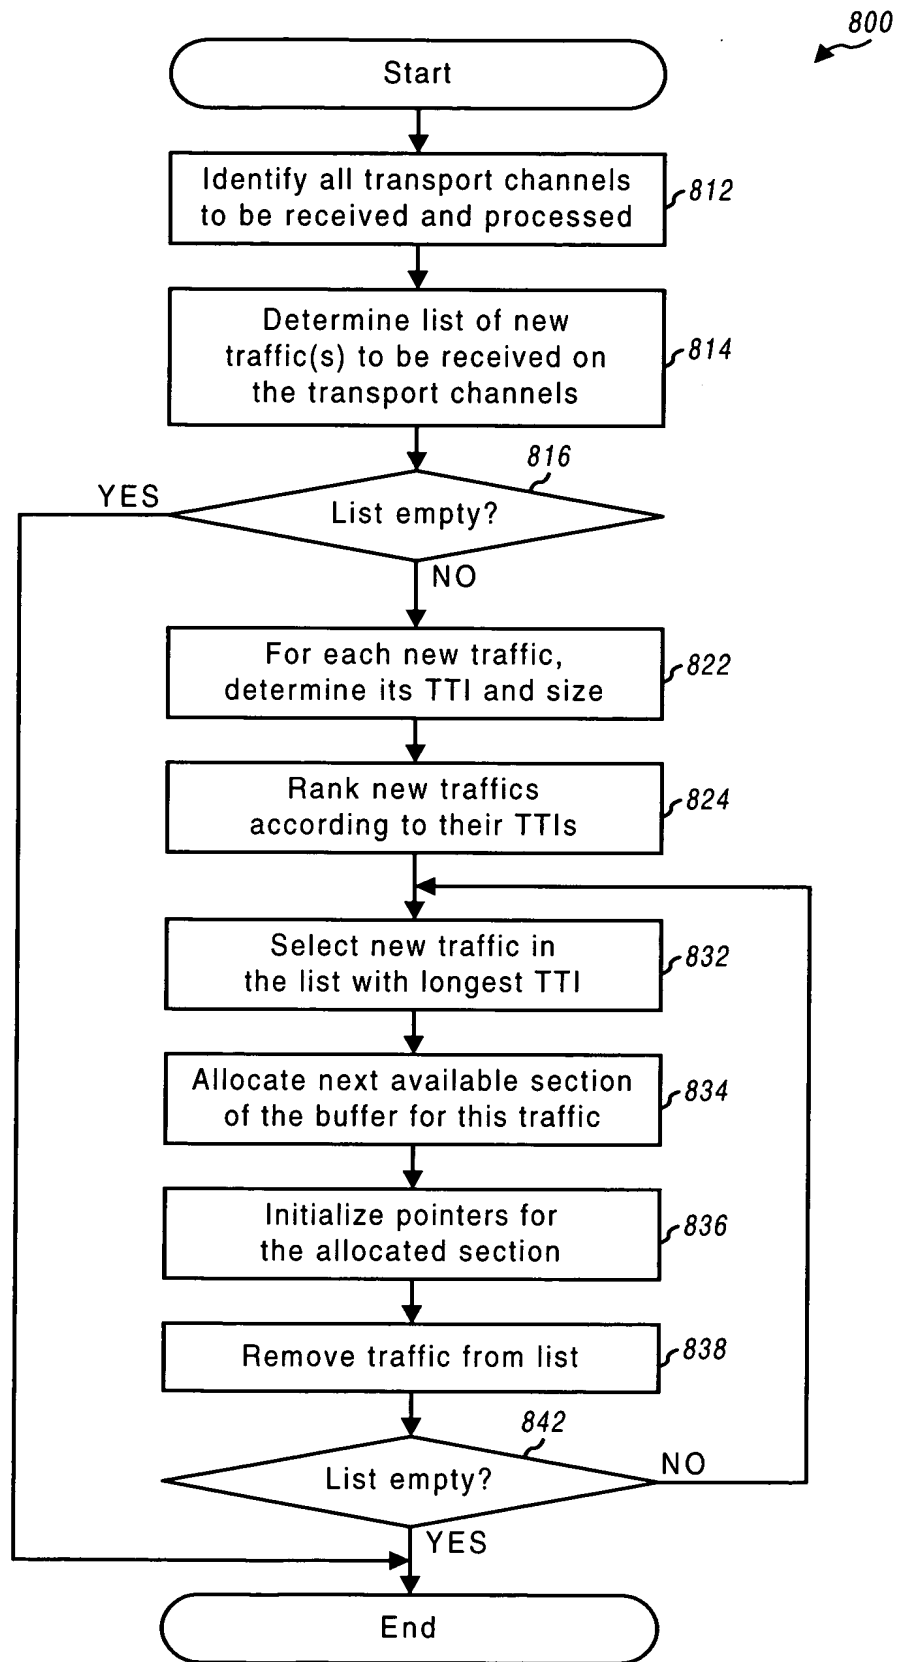 800
Start
Identify all transport channels
to be received and processed
812
Determine list of new
traffic(s) to be received on
the transport channels
814
816
YES
List empty?
NO
For each new traffic,
determine its TTI and size
822
Rank new traffics
according to their TTIs
824
Select new traffic in
the list with longest TTI
832
Allocate next available section
of the buffer for this traffic
834
Initialize pointers for
the allocated section
836
Remove traffic from list
838
842
List empty?
NO
YES
End